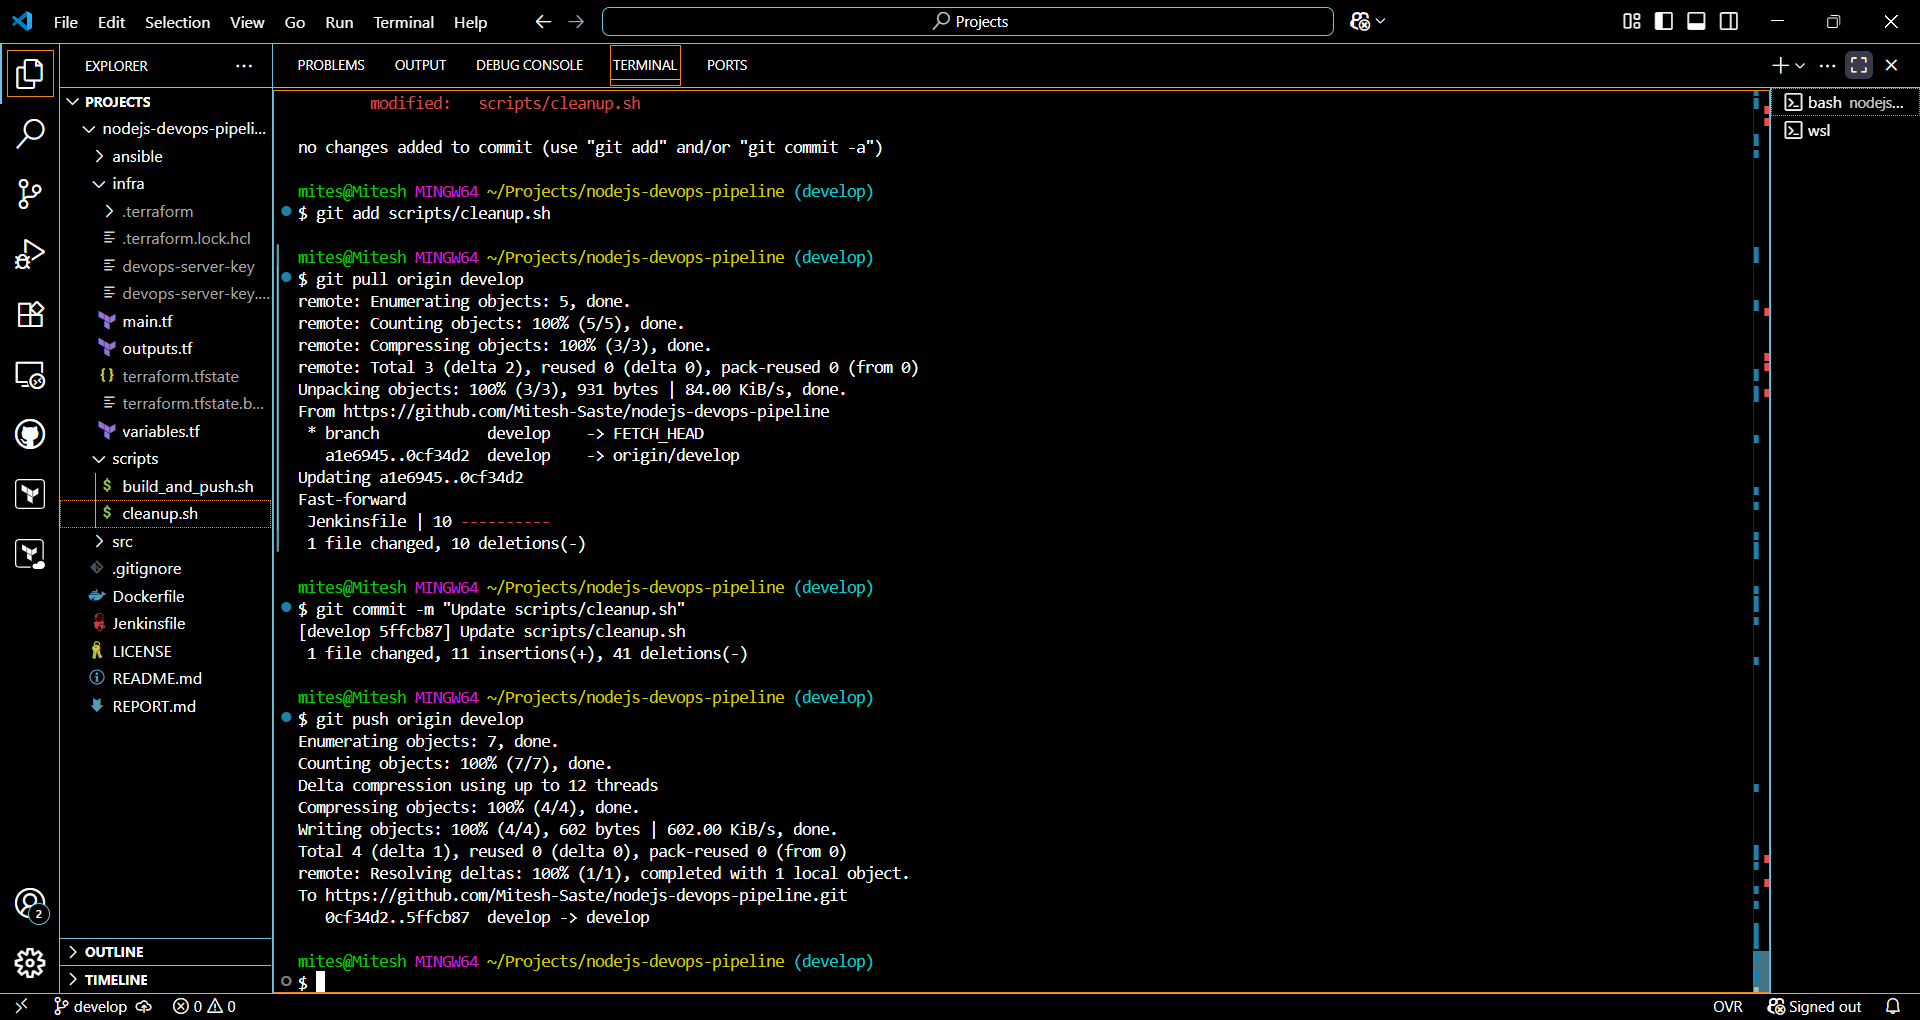 File Edit Selection View Go Run Terminal Help
Projects
EXPLORER
PROJECTS
nodejs-devops-pipeli...
ansible
infra
.terraform
.terraform.lock.hcl
devops-server-key
devops-server-key....
main.tf
outputs.tf
terraform.tfstate
terraform.tfstate.b...
variables.tf
scripts
build_and_push.sh
cleanup.sh
src
.gitignore
Dockerfile
Jenkinsfile
LICENSE
README.md
REPORT.md
OUTLINE
TIMELINE
2
PROBLEMS OUTPUT DEBUG CONSOLE TERMINAL PORTS
modified: scripts/cleanup.sh
no changes added to commit (use "git add" and/or "git commit -a")
mites@Mitesh MINGW64 ~/Projects/nodejs-devops-pipeline (develop)
$ git add scripts/cleanup.sh
mites@Mitesh MINGW64 ~/Projects/nodejs-devops-pipeline (develop)
$ git pull origin develop
remote: Enumerating objects: 5, done.
remote: Counting objects: 100% (5/5), done.
remote: Compressing objects: 100% (3/3), done.
remote: Total 3 (delta 2), reused 0 (delta 0), pack-reused 0 (from 0)
Unpacking objects: 100% (3/3), 931 bytes | 84.00 KiB/s, done.
From https://github.com/Mitesh-Saste/nodejs-devops-pipeline
* branch develop -> FETCH_HEAD
a1e6945..0cf34d2 develop -> origin/develop
Updating a1e6945..0cf34d2
Fast-forward
Jenkinsfile | 10 ----------
1 file changed, 10 deletions(-)
mites@Mitesh MINGW64 ~/Projects/nodejs-devops-pipeline (develop)
$ git commit -m "Update scripts/cleanup.sh"
[develop 5ffcb87] Update scripts/cleanup.sh
1 file changed, 11 insertions(+), 41 deletions(-)
mites@Mitesh MINGW64 ~/Projects/nodejs-devops-pipeline (develop)
$ git push origin develop
Enumerating objects: 7, done.
Counting objects: 100% (7/7), done.
Delta compression using up to 12 threads
Compressing objects: 100% (4/4), done.
Writing objects: 100% (4/4), 602 bytes | 602.00 KiB/s, done.
Total 4 (delta 1), reused 0 (delta 0), pack-reused 0 (from 0)
remote: Resolving deltas: 100% (1/1), completed with 1 local object.
To https://github.com/Mitesh-Saste/nodejs-devops-pipeline.git
0cf34d2..5ffcb87 develop -> develop
mites@Mitesh MINGW64 ~/Projects/nodejs-devops-pipeline (develop)
$
bash nodejs...
wsl
develop 0 0 OVR Signed out